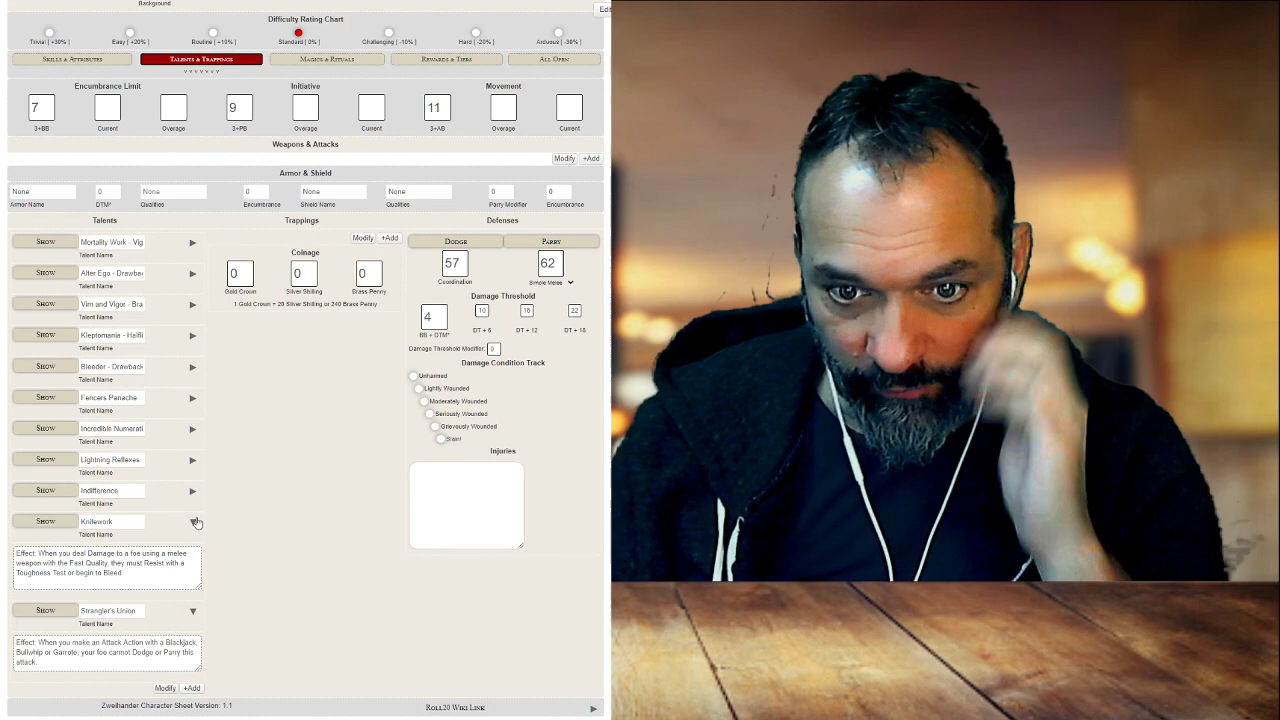 Background
Edi
Difficulty Rating Chart
Trivial [ +30% ] Easy [ +20% ] Routine [ +10% ] Standard [ 0% ] Challenging [ -10% ] Hard [ -20% ] Arduous [ -30% ]
Skills & Attributes Talents & Trappings Magick & Rituals Rewards & Tiers All Open
Encumbrance Limit Initiative Movement
7 9 11
3+BB Current Overage 3+PB Overage Current 3+AB Overage Current
Weapons & Attacks
Modify +Add
Armor & Shield
None 0 None 0 None None 0 0
Armor Name DTM* Qualities Encumbrance Shield Name Qualities Parry Modifier Encumbrance
Talents Trappings Defenses
Show Mortality Work - Vig
Talent Name
Show Alter Ego - Drawbac
Talent Name
Show Vim and Vigor - Bra
Talent Name
Show Kleptomania - Halfli
Talent Name
Show Bleeder - Drawback
Talent Name
Show Fencers Panache
Talent Name
Show Incredible Numerati
Talent Name
Show Lightning Reflexes
Talent Name
Show Indifference
Talent Name
Show Knifework
Talent Name
Effect: When you deal Damage to a foe using a melee
weapon with the Fast Quality, they must Resist with a
Toughness Test or begin to Bleed.
Show Strangler's Union
Talent Name
Effect: When you make an Attack Action with a Blackjack,
Bullwhip or Garrote, your foe cannot Dodge or Parry this
attack.
Modify +Add
Modify +Add
Coinage
0 0 0
Gold Crown Silver Shilling Brass Penny
1 Gold Crown = 20 Silver Shilling or 240 Brass Penny
Dodge Parry
57 62
Coordination Simple Melee
Damage Threshold
4 10 16 22
BB + DTM* DT + 6 DT + 12 DT + 18
Damage Threshold Modifier: 0
Damage Condition Track
Unharmed
Lightly Wounded
Moderately Wounded
Seriously Wounded
Grievously Wounded
Slain!
Injuries
Zweihander Character Sheet Version: 1.1 Roll20 Wiki Link